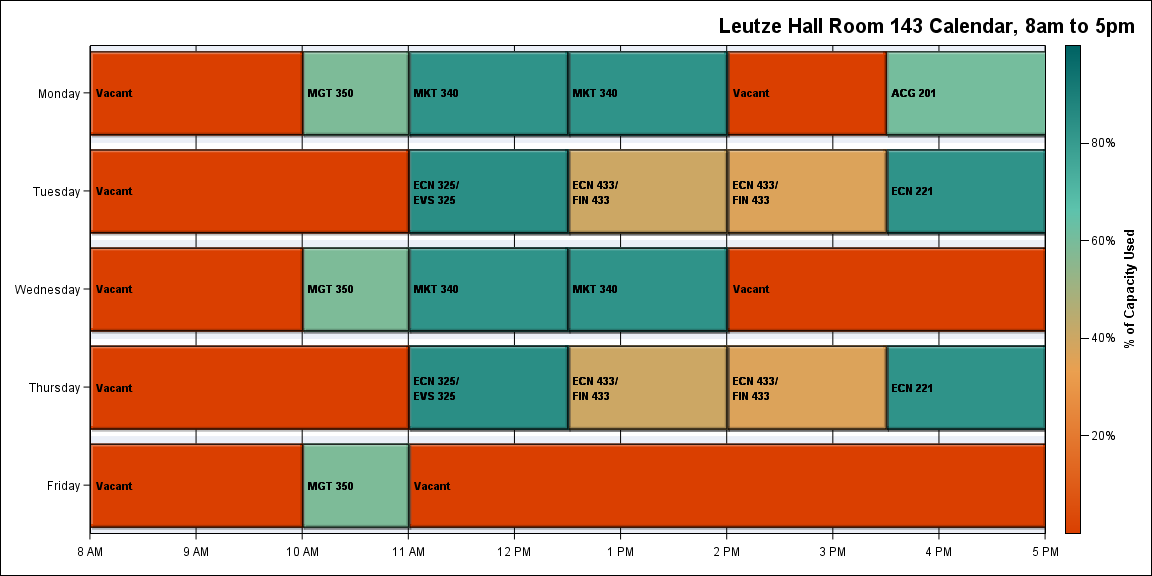 Leutze Hall Room 143 Calendar, 8am to 5pm
Monday
Vacant
MGT 350
MKT 340
MKT 340
Vacant
ACG 201
Tuesday
Vacant
ECN 325/
EVS 325
ECN 433/
FIN 433
ECN 433/
FIN 433
ECN 221
Wednesday
Vacant
MGT 350
MKT 340
MKT 340
Vacant
Thursday
Vacant
ECN 325/
EVS 325
ECN 433/
FIN 433
ECN 433/
FIN 433
ECN 221
Friday
Vacant
MGT 350
Vacant
8 AM
9 AM
10 AM
11 AM
12 PM
1 PM
2 PM
3 PM
4 PM
5 PM
80%
60%
40%
20%
% of Capacity Used